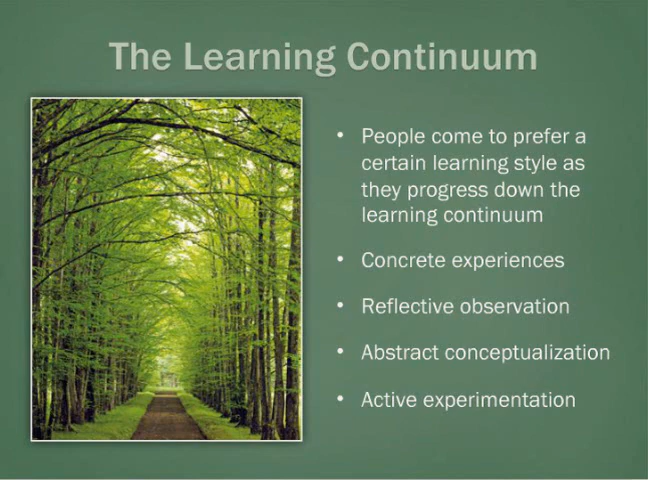 The Learning Continuum
• People come to prefer a
certain learning style as
they progress down the
learning continuum
• Concrete experiences
• Reflective observation
• Abstract conceptualization
• Active experimentation